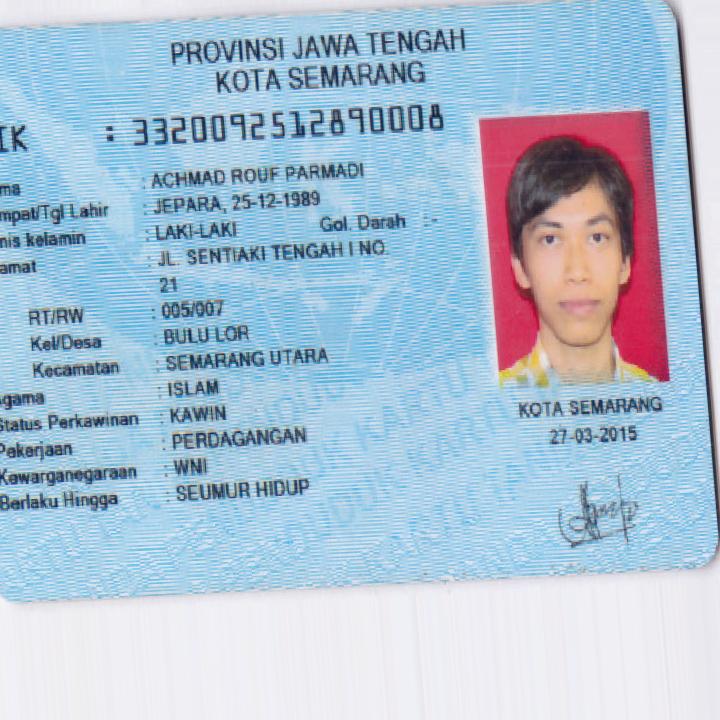 PROVINSI JAWA TENGAH
KOTA SEMARANG
IK : 3320092512890008
ma : ACHMAD ROUF PARMADI
mpat/Tgl Lahir : JEPARA, 25-12-1989
nis kelamin : LAKI-LAKI Gol. Darah :-
amat : JL. SENTIAKI TENGAH I NO.
21
RT/RW : 005/007
Kel/Desa : BULU LOR
Kecamatan : SEMARANG UTARA
gama : ISLAM
Status Perkawinan : KAWIN
Pekerjaan : PERDAGANGAN
Kewarganegaraan : WNI
Berlaku Hingga : SEUMUR HIDUP
KOTA SEMARANG
27-03-2015